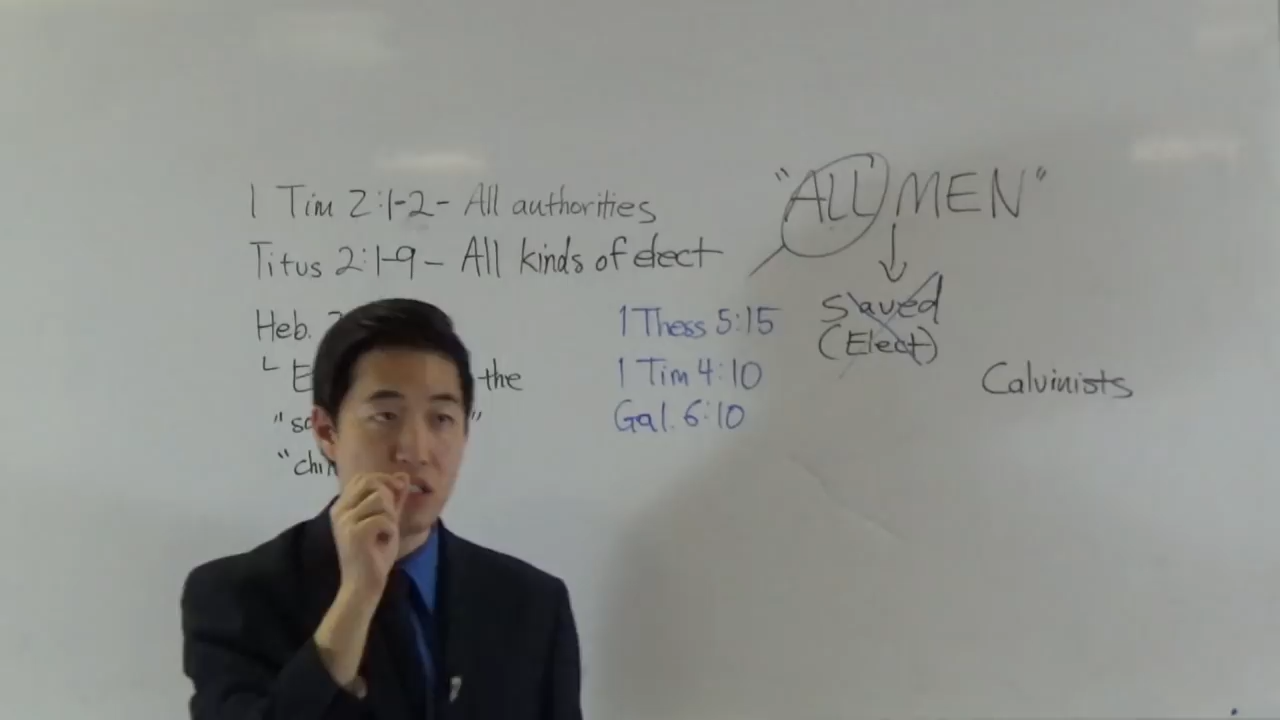 1 Tim 2:1-2- All authorities
Titus 2:1-9 - All kinds of elect
Heb.
the
"
"ALL MEN"
Saved
(Elect)
1 Thess 5:15
1 Tim 4:10
Gal. 6:10
Calvinists